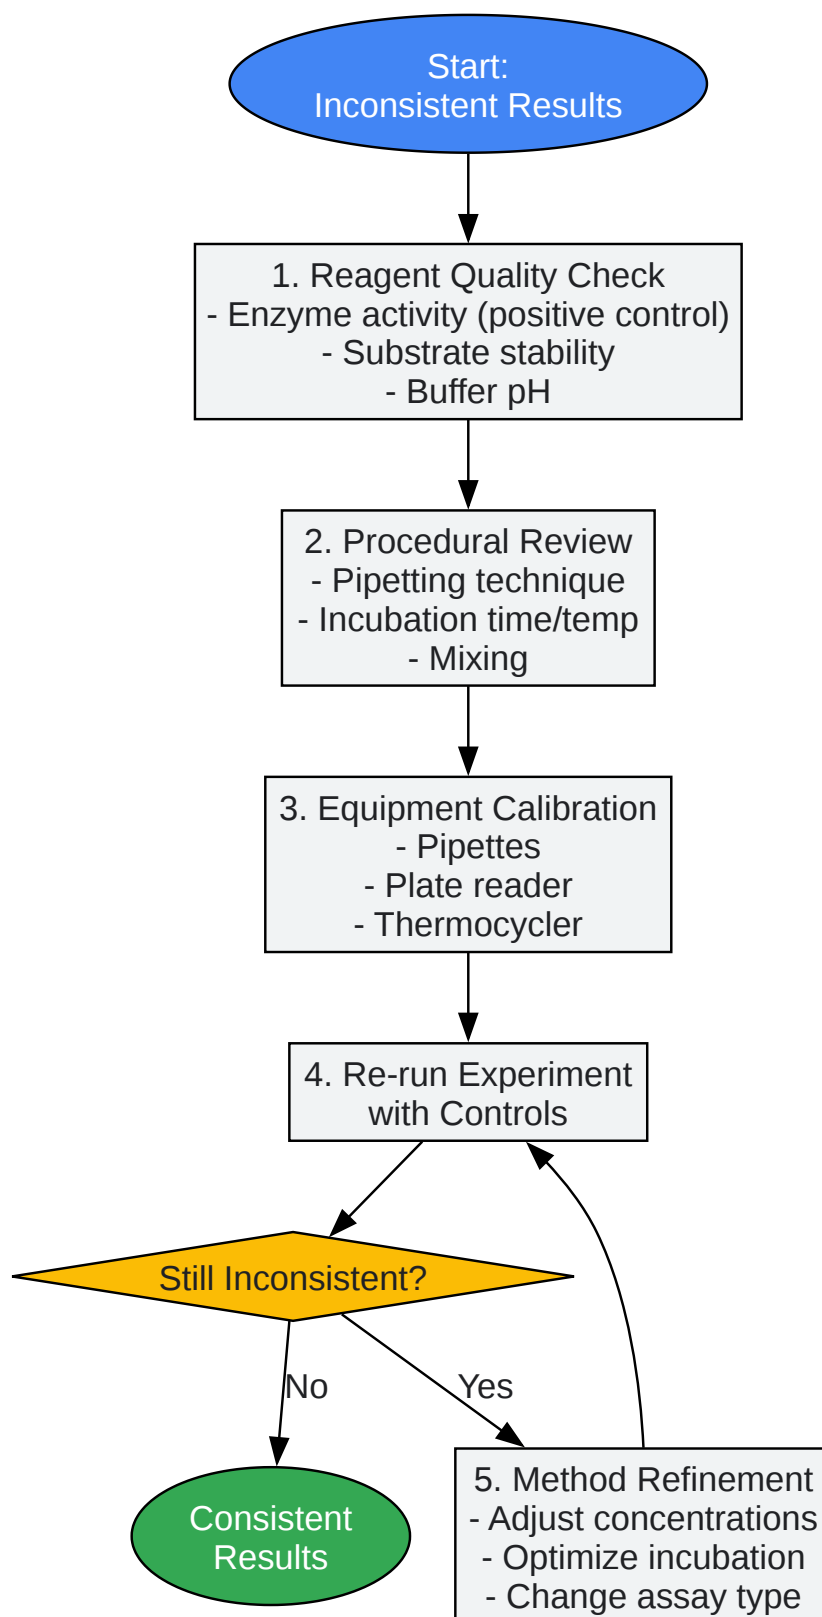 Start:
Inconsistent Results
1. Reagent Quality Check
- Enzyme activity (positive control)
- Substrate stability
- Buffer pH
2. Procedural Review
- Pipetting technique
- Incubation time/temp
- Mixing
3. Equipment Calibration
- Pipettes
- Plate reader
- Thermocycler
4. Re-run Experiment
with Controls
Still Inconsistent?
No
Yes
Consistent
Results
5. Method Refinement
- Adjust concentrations
- Optimize incubation
- Change assay type